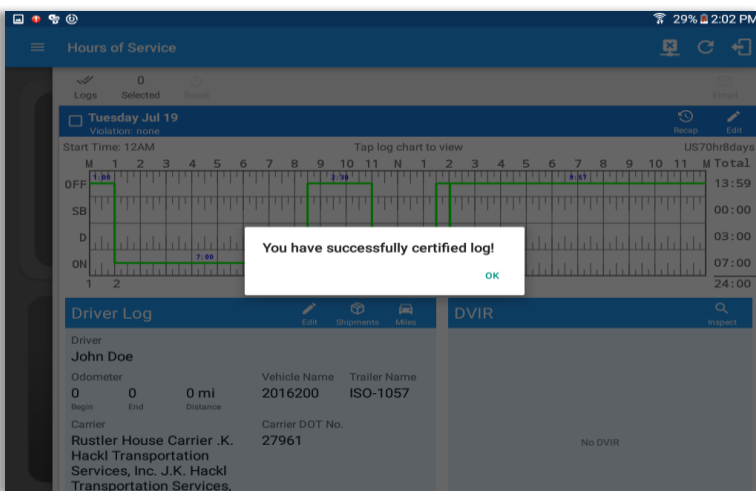 29% 2:02 PM
Hours of Service
Logs
0
Selected
Reset
Email
Tuesday Jul 19
Violation: none
Recap
Edit
Start Time: 12AM
Tap log chart to view
US70hr8days
M 1 2 3 4 5 6 7 8 9 10 11 N 1 2 3 4 5 6 7 8 9 10 11 M Total
OFF 1:00 2:30 8:57 13:59
SB 00:00
D 03:00
ON 7:00 07:00
1 2
24:00
You have successfully certified log!
OK
Driver Log
Edit
Shipments
Miles
DVIR
Inspect
Driver
John Doe
Odometer
0 0 0 mi
Begin End Distance
Vehicle Name Trailer Name
2016200 ISO-1057
Carrier
Rustler House Carrier .K.
Hackl Transportation
Services, Inc. J.K. Hackl
Transportation Services,
Carrier DOT No.
27961
No DVIR